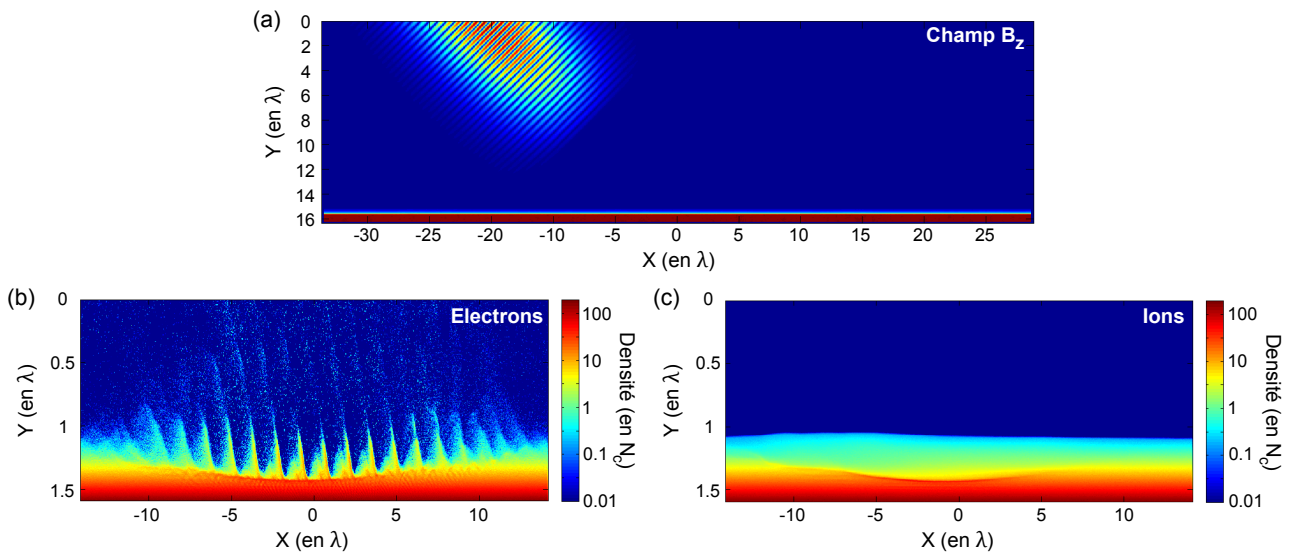 (a)
Champ B_z
0
2
4
6
8
10
12
14
16
Y (en λ)
-30 -25 -20 -15 -10 -5 0 5 10 15 20 25
X (en λ)
(b)
Electrons
0
0.5
1
1.5
Y (en λ)
-10 -5 0 5 10
X (en λ)
100
10
1
0.1
0.01
Densité (en N_c)
(c)
Ions
0
0.5
1
1.5
Y (en λ)
-10 -5 0 5 10
X (en λ)
100
10
1
0.1
0.01
Densité (en N_c)